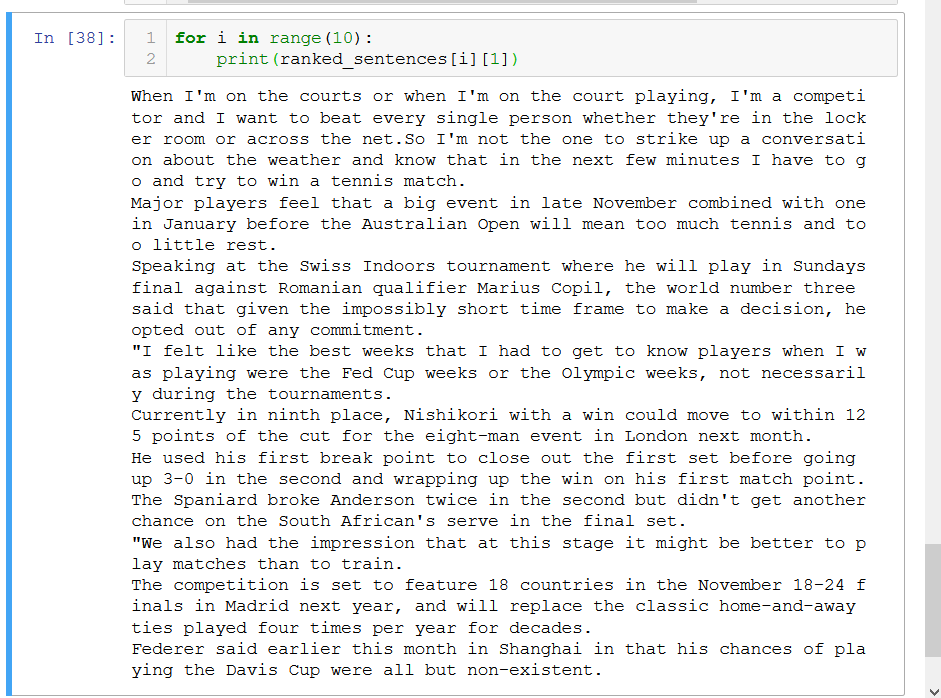 In [38]:
1 for i in range(10):
2     print(ranked_sentences[i][1])
When I'm on the courts or when I'm on the court playing, I'm a competi
tor and I want to beat every single person whether they're in the lock
er room or across the net.So I'm not the one to strike up a conversati
on about the weather and know that in the next few minutes I have to g
o and try to win a tennis match.
Major players feel that a big event in late November combined with one
in January before the Australian Open will mean too much tennis and to
o little rest.
Speaking at the Swiss Indoors tournament where he will play in Sundays
final against Romanian qualifier Marius Copil, the world number three
said that given the impossibly short time frame to make a decision, he
opted out of any commitment.
"I felt like the best weeks that I had to get to know players when I w
as playing were the Fed Cup weeks or the Olympic weeks, not necessaril
y during the tournaments.
Currently in ninth place, Nishikori with a win could move to within 12
5 points of the cut for the eight-man event in London next month.
He used his first break point to close out the first set before going
up 3-0 in the second and wrapping up the win on his first match point.
The Spaniard broke Anderson twice in the second but didn't get another
chance on the South African's serve in the final set.
"We also had the impression that at this stage it might be better to p
lay matches than to train.
The competition is set to feature 18 countries in the November 18-24 f
inals in Madrid next year, and will replace the classic home-and-away
ties played four times per year for decades.
Federer said earlier this month in Shanghai in that his chances of pla
ying the Davis Cup were all but non-existent.